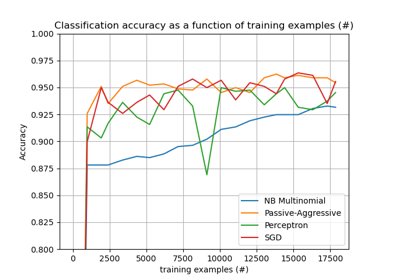 Classification accuracy as a function of training examples (#)
1.000
0.975
0.950
0.925
0.900
0.875
0.850
0.825
0.800
Accuracy
NB Multinomial
Passive-Aggressive
Perceptron
SGD
0 2500 5000 7500 10000 12500 15000 17500
training examples (#)